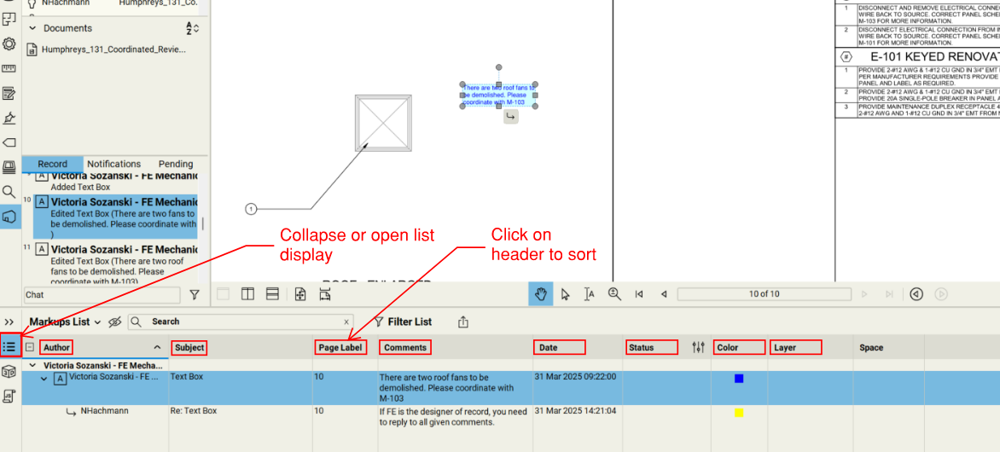 NHachmann
Humphreys_131_Co.
Documents
A
Z
Humphreys_131_Coordinated_Revie...
Record
Notifications
Pending
9
A
Victoria Sozanski - FE Mechanic
Added Text Box
10
A
Victoria Sozanski - FE Mechanic
Edited Text Box (There are two fans to
be demolished. Please coordinate with
)
11
A
Victoria Sozanski - FE Mechanic
Edited Text Box (There are two roof
fans to be demolished. Please
coordinate with M-103)
Chat
There are two roof fans to
be demolished. Please
coordinate with M-103
1
1 DISCONNECT AND REMOVE ELECTRICAL CONNE
WIRE BACK TO SOURCE. CORRECT PANEL SCHE
M-103 FOR MORE INFORMATION.
2 DISCONNECT ELECTRICAL CONNECTION FROM
WIRE BACK TO SOURCE. CORRECT PANEL SCHE
M-101 FOR MORE INFORMATION.
# E-101 KEYED RENOVA
1 PROVIDE 2-#12 AWG & 1-#12 CU GND IN 3/4" EMT
PER MANUFACTURER REQUIREMENTS PROVIDE
PANEL AND LABEL AS REQUIRED.
2 PROVIDE 2-#12 AWG & 1-#12 CU GND IN 3/4" EMT
PROVIDE 20A SINGLE-POLE BREAKER IN PANEL A
3 PROVIDE MAINTENANCE DUPLEX RECEPTACLE 4
2-#12 AWG AND 1-#12 CU GND IN 3/4" EMT FROM
Collapse or open list
display
Click on
header to sort
10 of 10
Markups List
Search
x
Filter List
Author
Subject
Page Label
Comments
Date
Status
Color
Layer
Space
Victoria Sozanski - FE Mecha...
A
Victoria Sozanski - FE ...
Text Box
10
There are two roof fans to be
demolished. Please coordinate with
M-103
31 Mar 2025 09:22:00
NHachmann
Re: Text Box
10
If FE is the designer of record, you need
to reply to all given comments.
31 Mar 2025 14:21:04